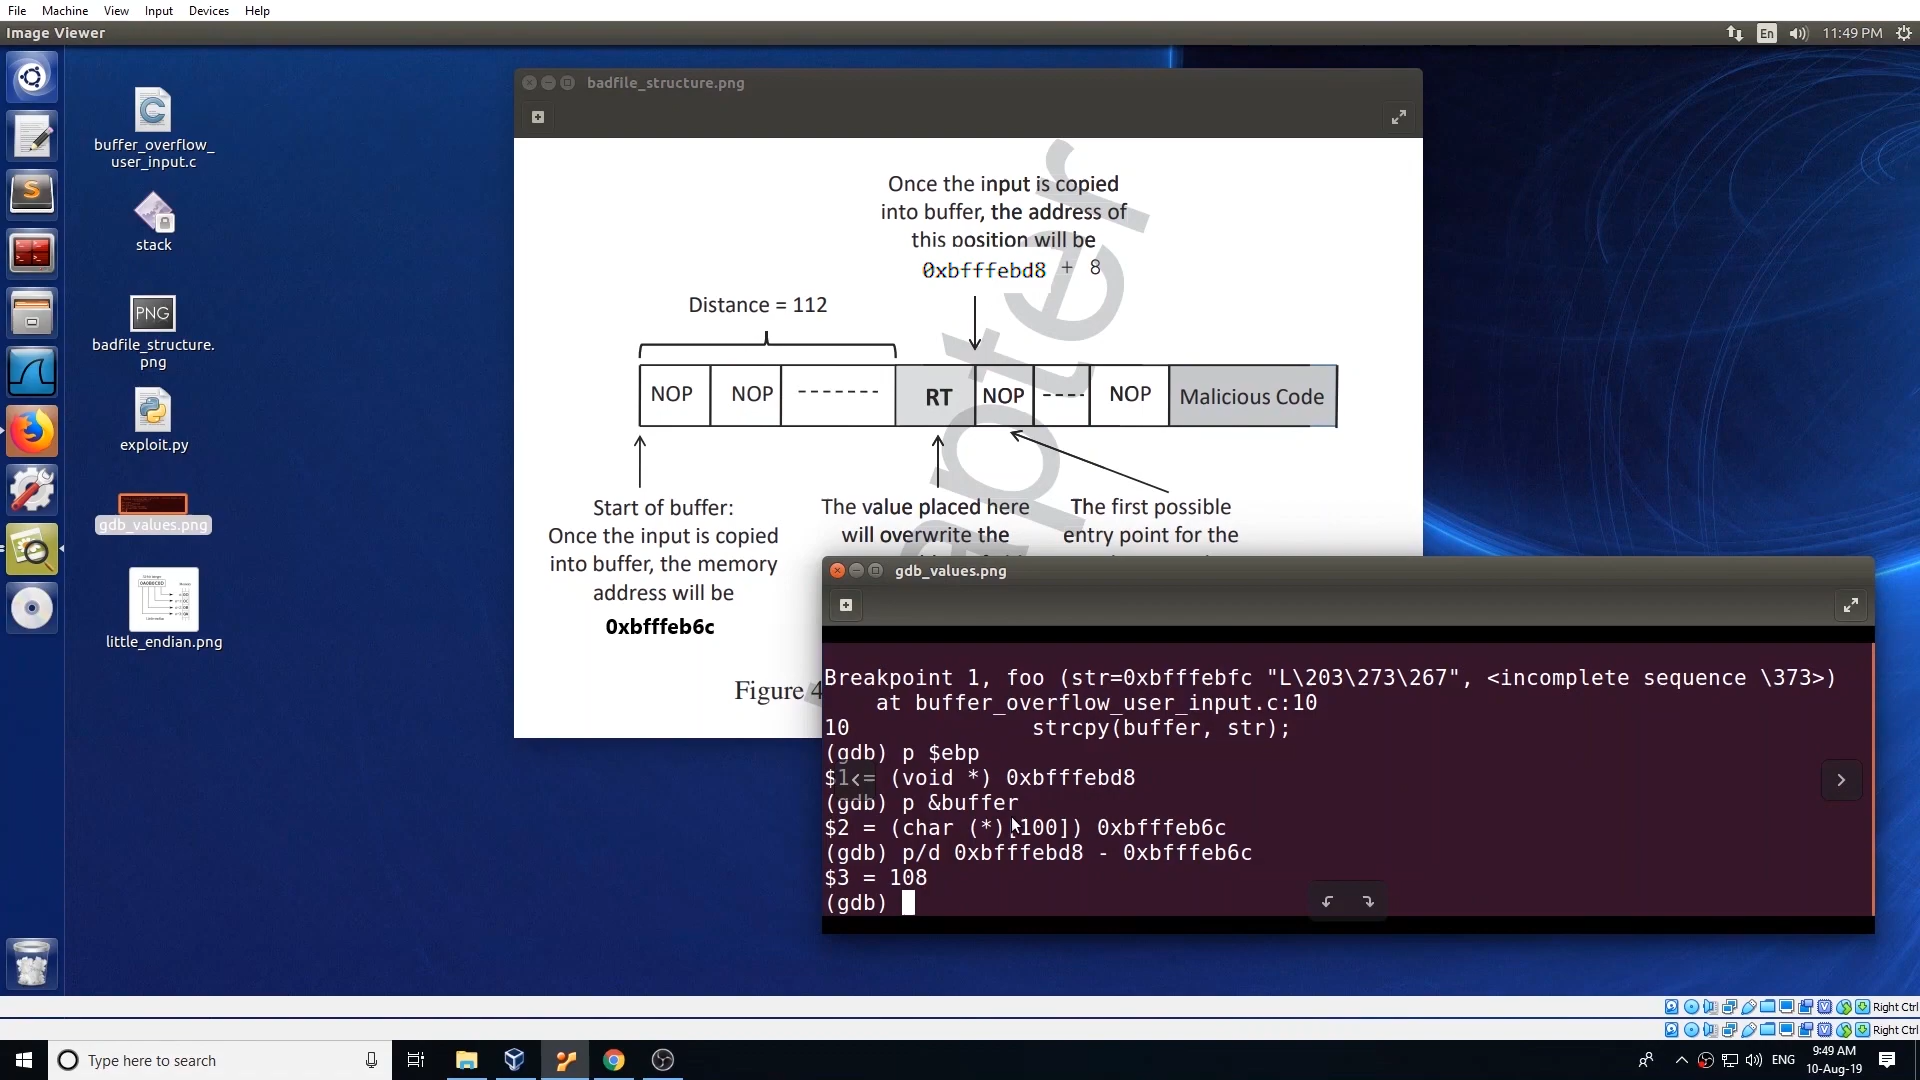 File Machine View Input Devices Help
Image Viewer
En 11:49 PM
buffer_overflow_
user_input.c
stack
PNG
badfile_structure.
png
exploit.py
gdb_values.png
little_endian.png
badfile_structure.png
Once the input is copied
into buffer, the address of
this position will be
0xbfffebd8 + 8
Distance = 112
NOP NOP -------- RT NOP ---- NOP Malicious Code
Start of buffer:
Once the input is copied
into buffer, the memory
address will be
0xbfffeb6c
The value placed here
will overwrite the
The first possible
entry point for the
Figure 4
gdb_values.png
Breakpoint 1, foo (str=0xbfffebfc "L\203\273\267", <incomplete sequence \373>)
at buffer_overflow_user_input.c:10
10 strcpy(buffer, str);
(gdb) p $ebp
$1 = (void *) 0xbfffebd8
(gdb) p &buffer
$2 = (char (*)[100]) 0xbfffeb6c
(gdb) p/d 0xbfffebd8 - 0xbfffeb6c
$3 = 108
(gdb)
Right Ctrl
Right Ctrl
Type here to search
ENG
9:49 AM
10-Aug-19